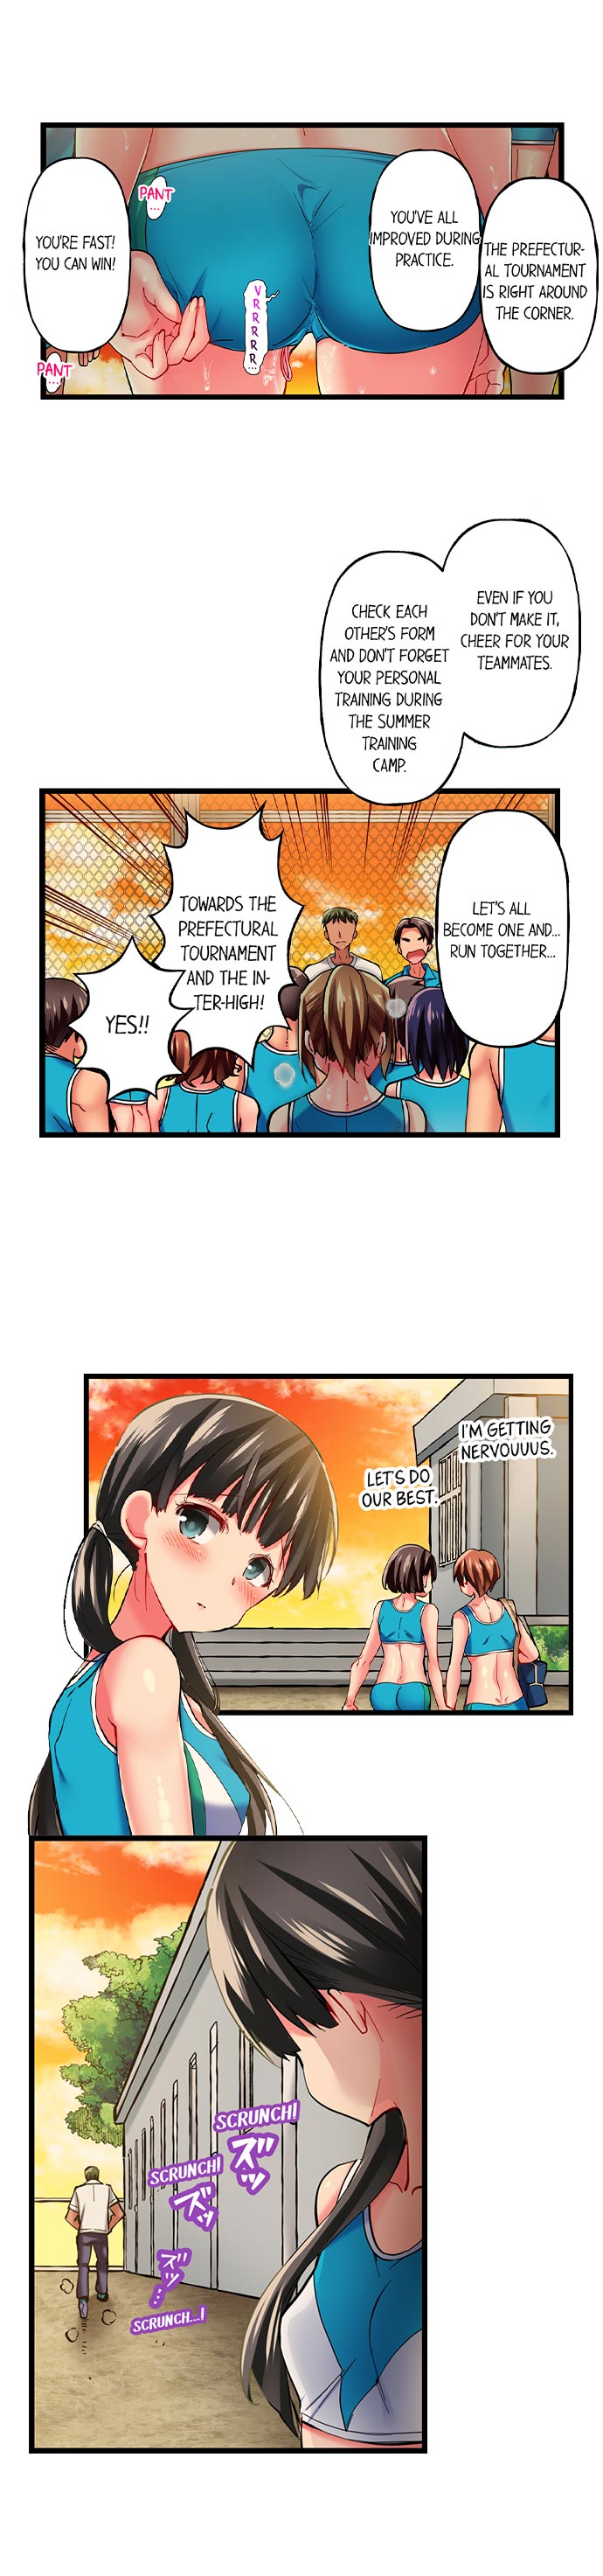 THE PREFECTUR-
AL TOURNAMENT
IS RIGHT AROUND
THE CORNER.
YOU'VE ALL
IMPROVED DURING
PRACTICE.
PANT
...
VRRRRR...
YOU'RE FAST!
YOU CAN WIN!
PANT
...
EVEN IF YOU
DON'T MAKE IT,
CHEER FOR YOUR
TEAMMATES.
CHECK EACH
OTHER'S FORM
AND DON'T FORGET
YOUR PERSONAL
TRAINING DURING
THE SUMMER
TRAINING
CAMP.
LET'S ALL
BECOME ONE AND...
RUN TOGETHER...
TOWARDS THE
PREFECTURAL
TOURNAMENT
AND THE IN-
TER-HIGH!
YES!!
I'M GETTING
NERVOUUUS.
LET'S DO
OUR BEST.
SCRUNCH!
ズッ
SCRUNCH!
ズッ
ズッ…
SCRUNCH...!